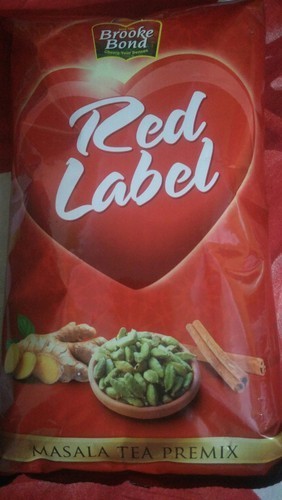 Brooke
Bond
Red
Label
MASALA TEA PREMIX